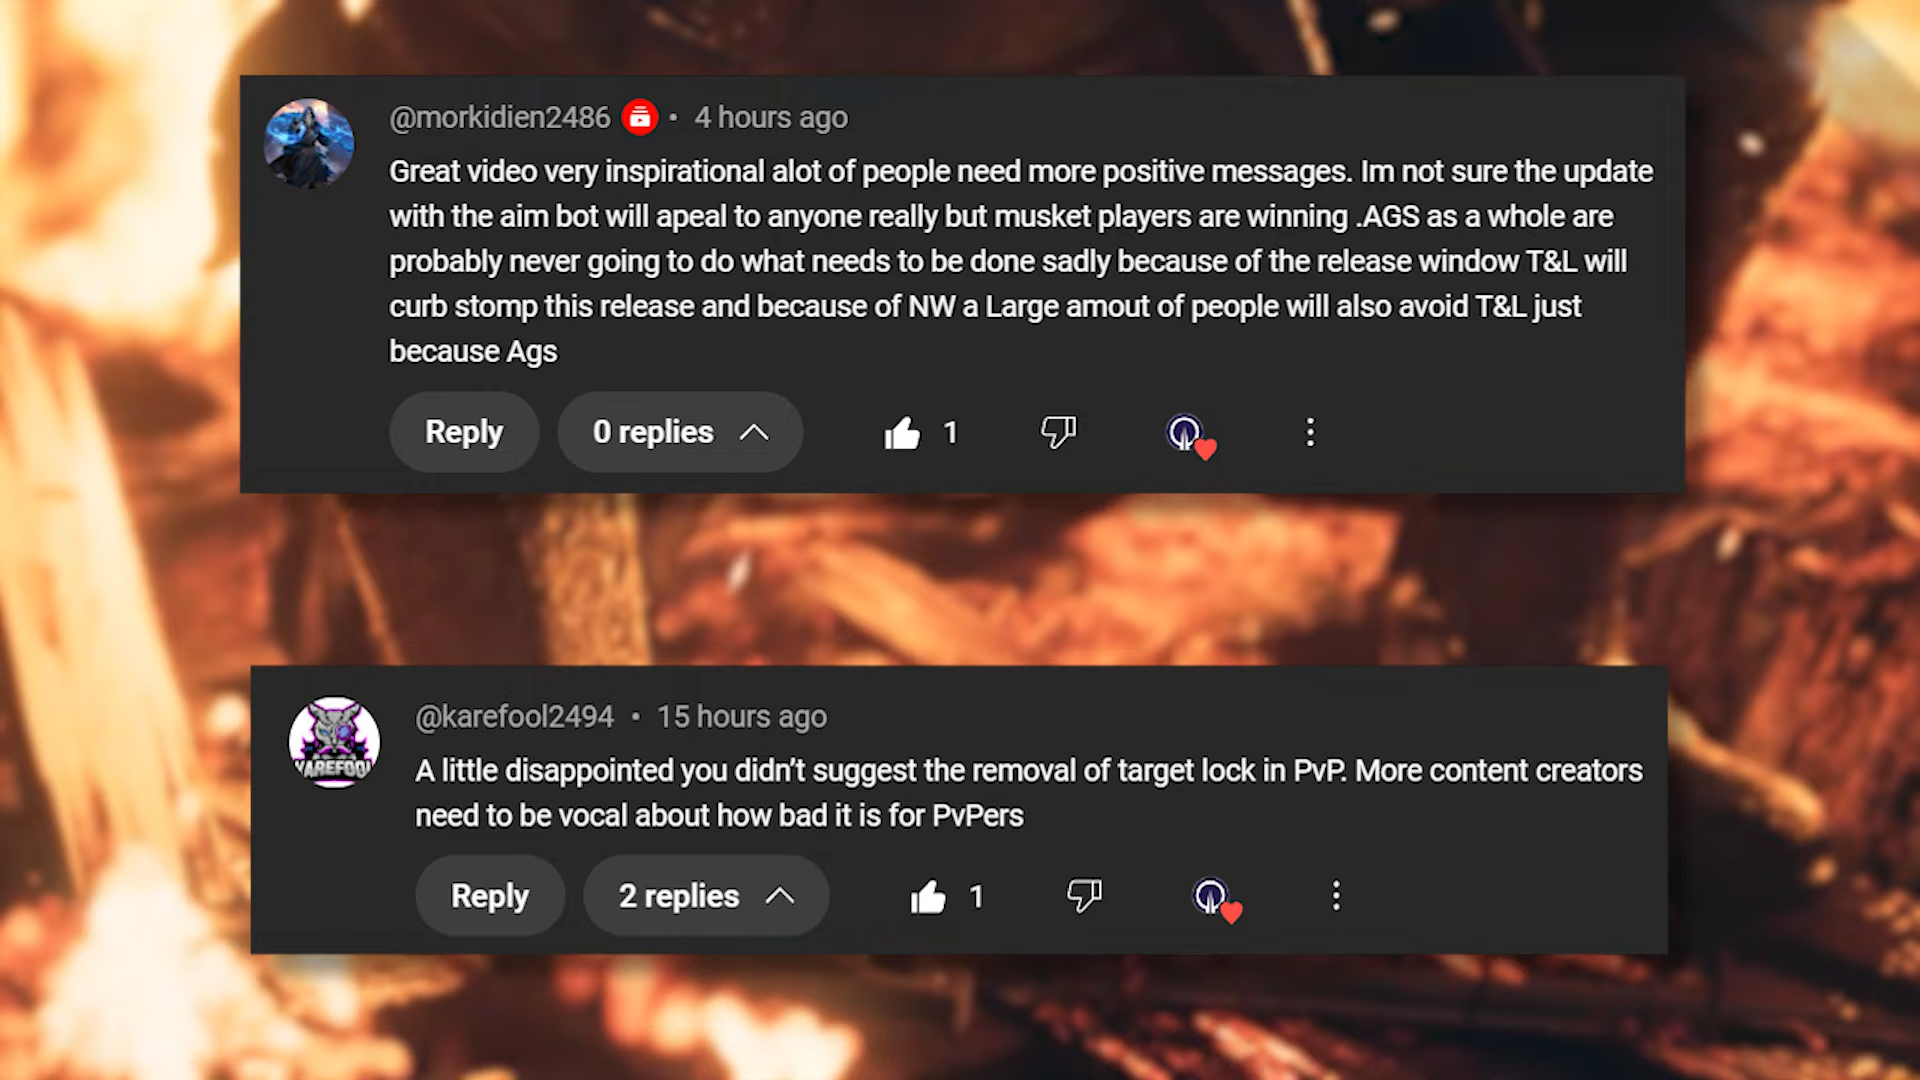 @morkidien2486 • 4 hours ago
Great video very inspirational alot of people need more positive messages. Im not sure the update
with the aim bot will apeal to anyone really but musket players are winning .AGS as a whole are
probably never going to do what needs to be done sadly because of the release window T&L will
curb stomp this release and because of NW a Large amout of people will also avoid T&L just
because Ags
Reply 0 replies 1
@karefool2494 • 15 hours ago
KAREFOOL
A little disappointed you didn't suggest the removal of target lock in PvP. More content creators
need to be vocal about how bad it is for PvPers
Reply 2 replies 1